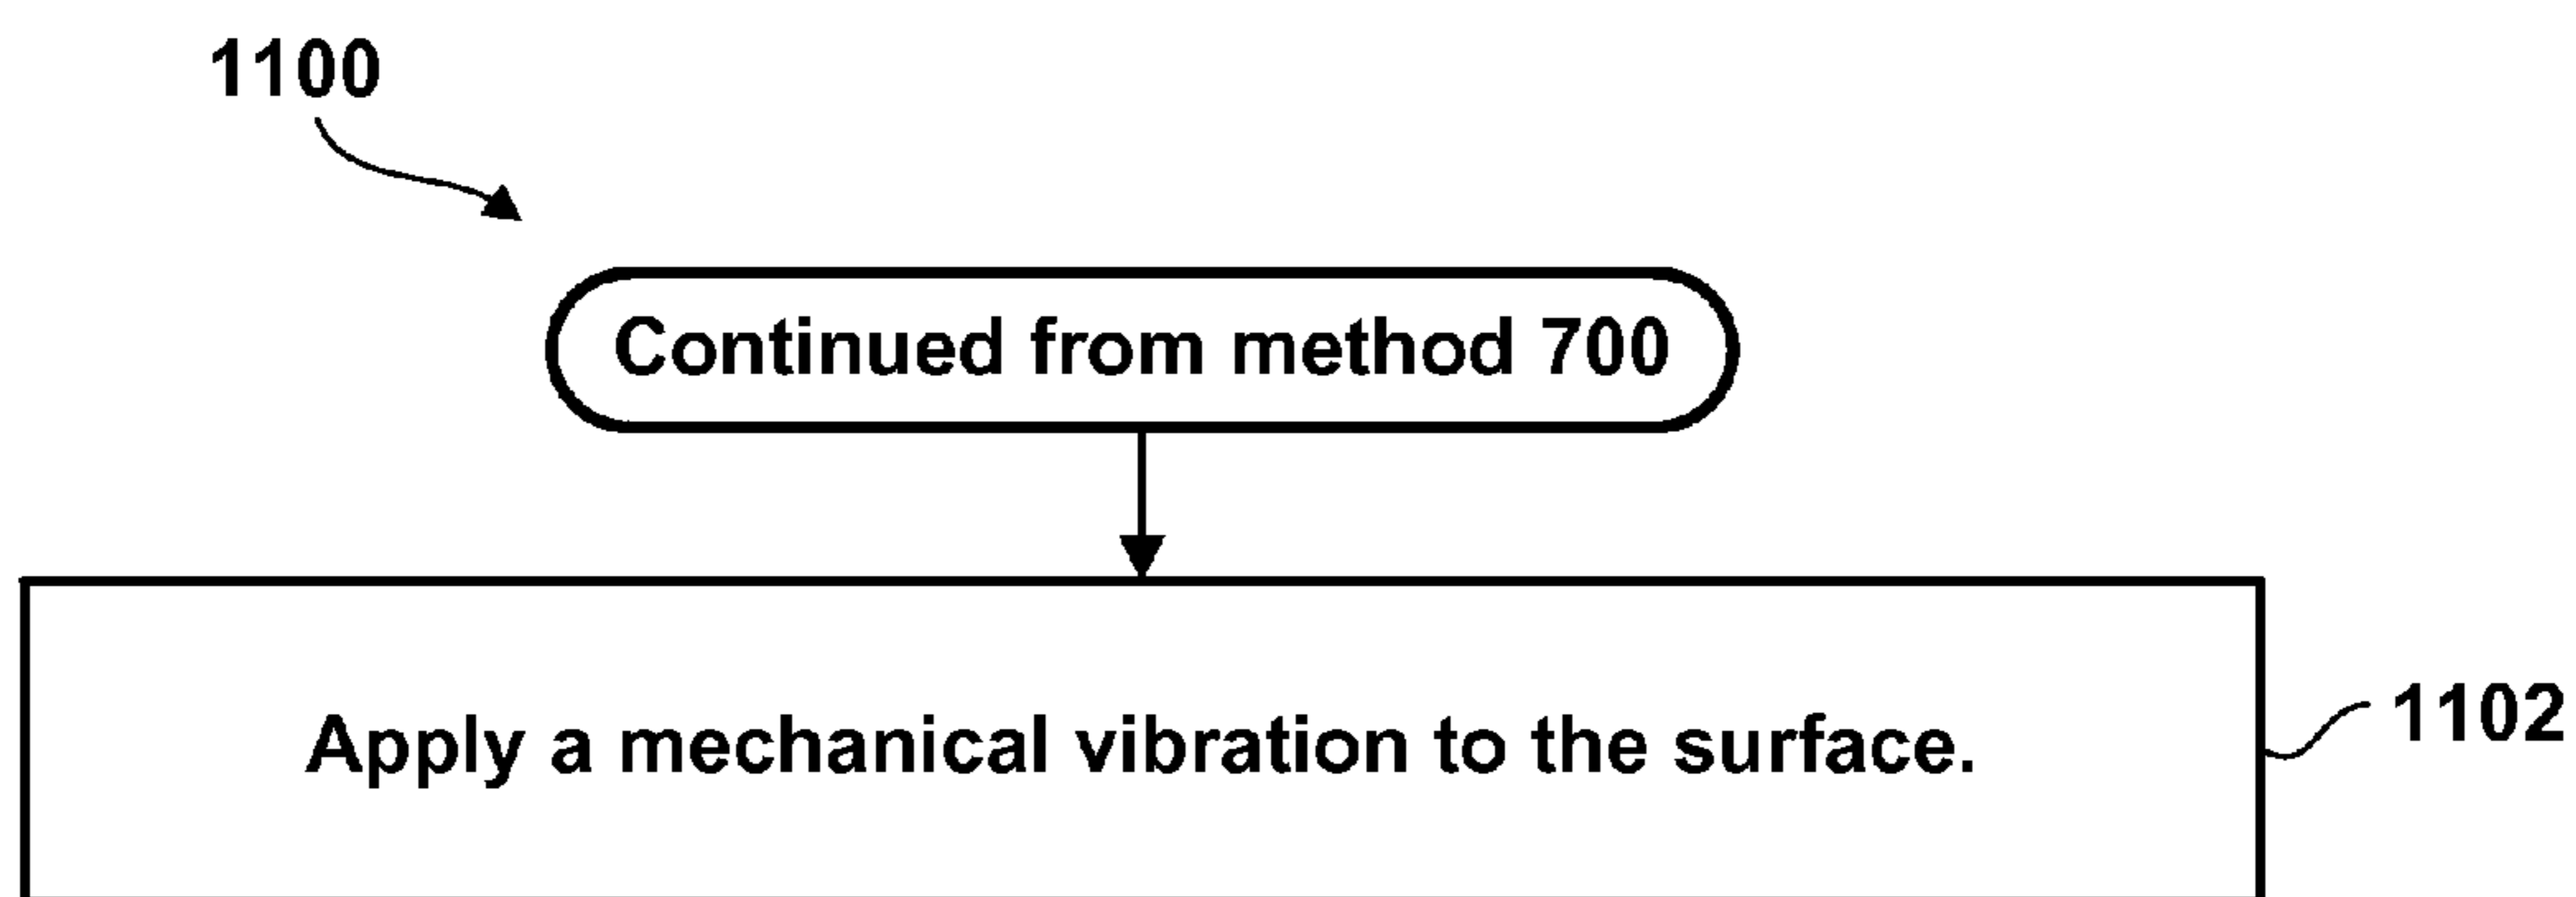 1100
Continued from method 700
Apply a mechanical vibration to the surface.
1102